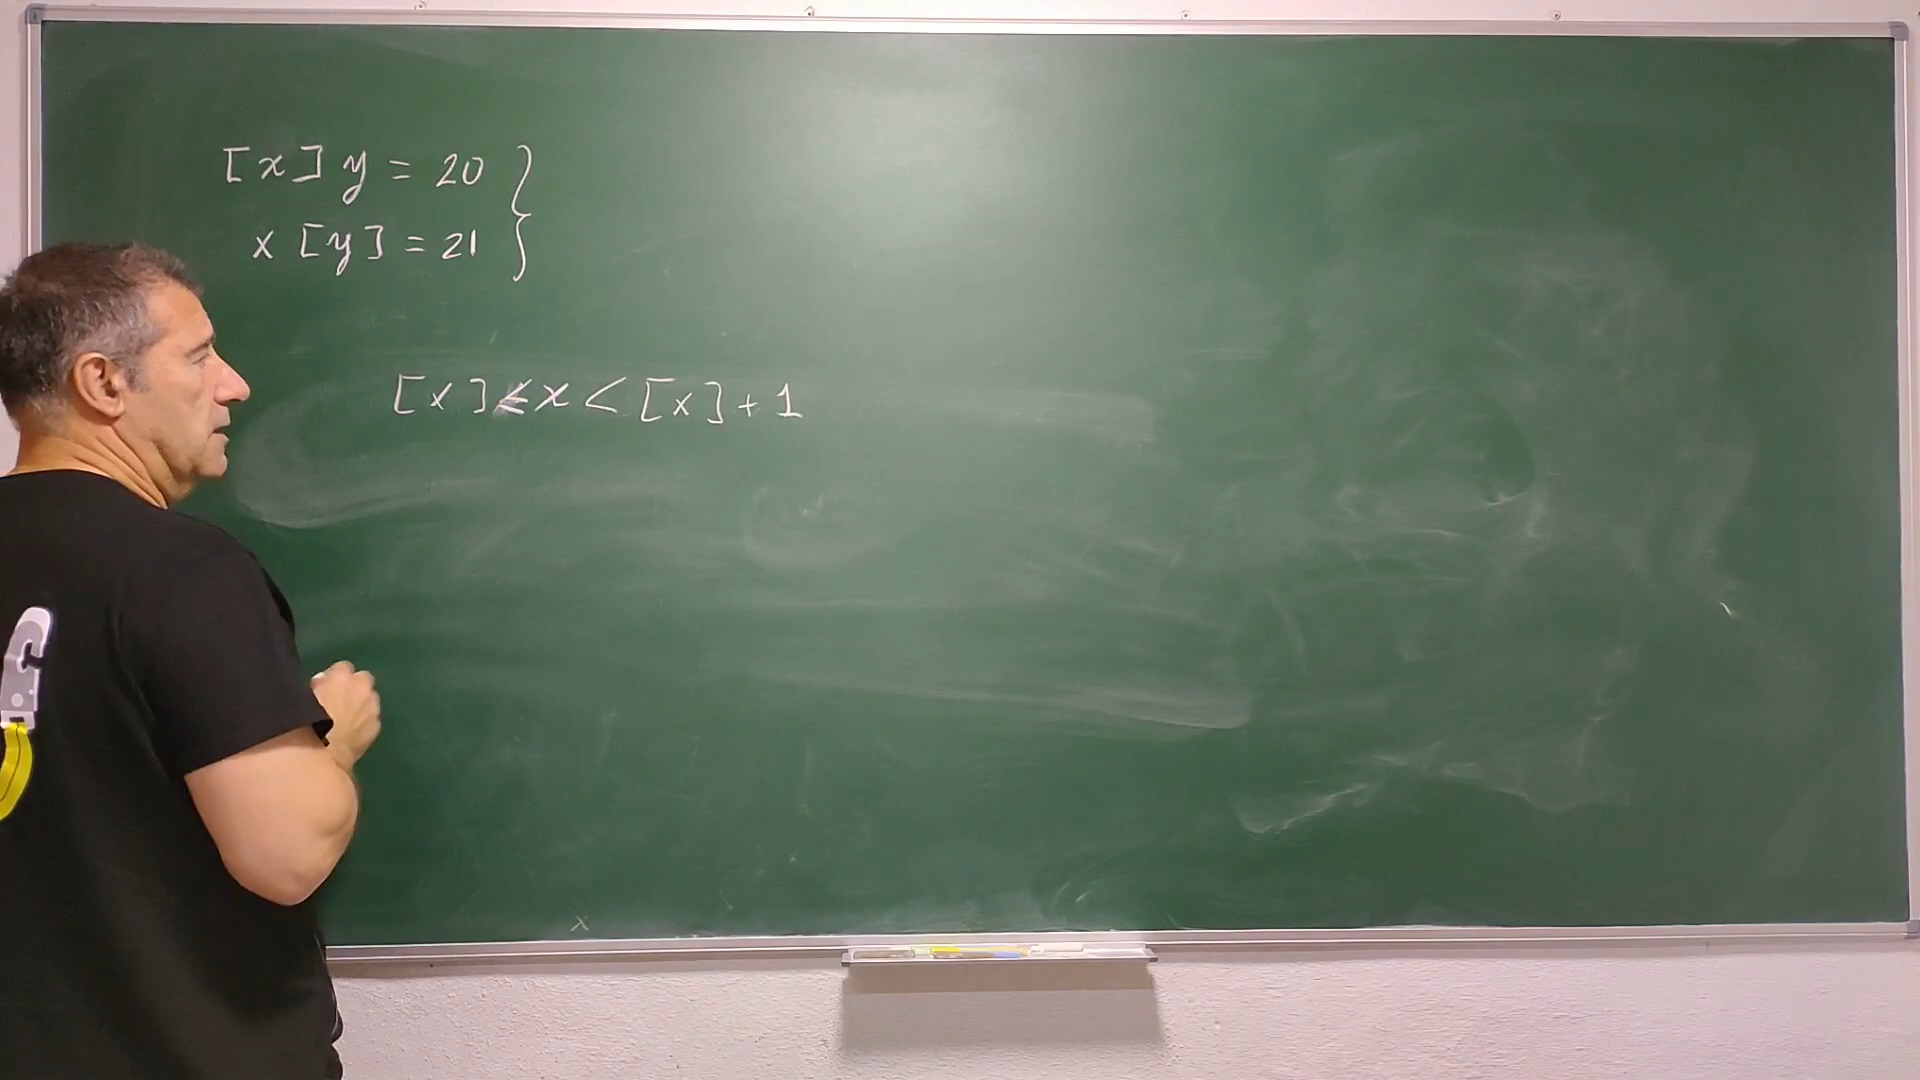 [x] y = 20
x [y] = 21 }
[x] ≤ x < [x] + 1
x